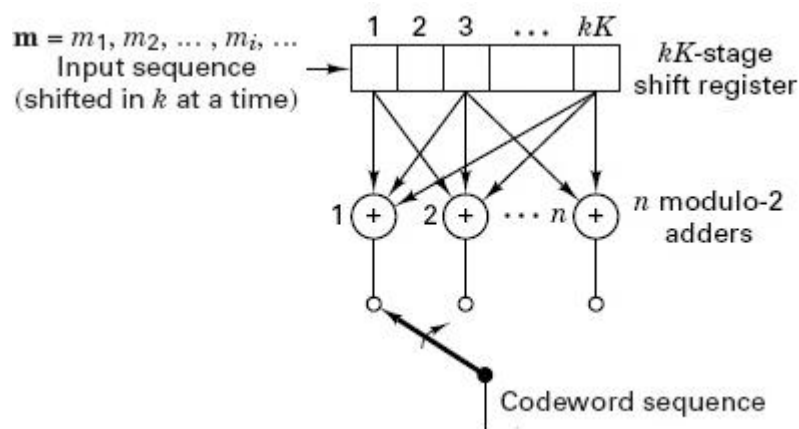 1 2 3 ... kK
m = m1, m2, ... , mi, ...
Input sequence
(shifted in k at a time)
kK-stage
shift register
1 + 2 + ... n +
n modulo-2
adders
Codeword sequence